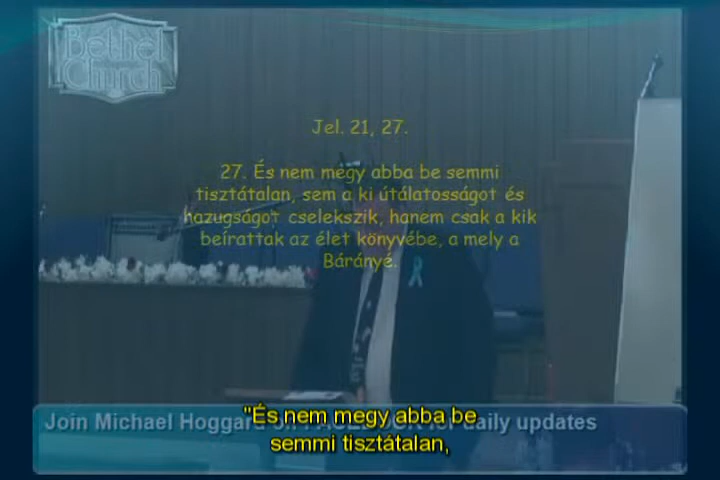 Bethel
Church
Jel. 21, 27.
27. És nem megy abba be semmi
tisztátalan, sem a ki útálatosságot és
hazugságot cselekszik, hanem csak a kik
beírattak az élet könyvébe, a mely a
Bárányé.
Join Michael Hoggard on FACEBOOK for daily updates
"És nem megy abba be
semmi tisztátalan,